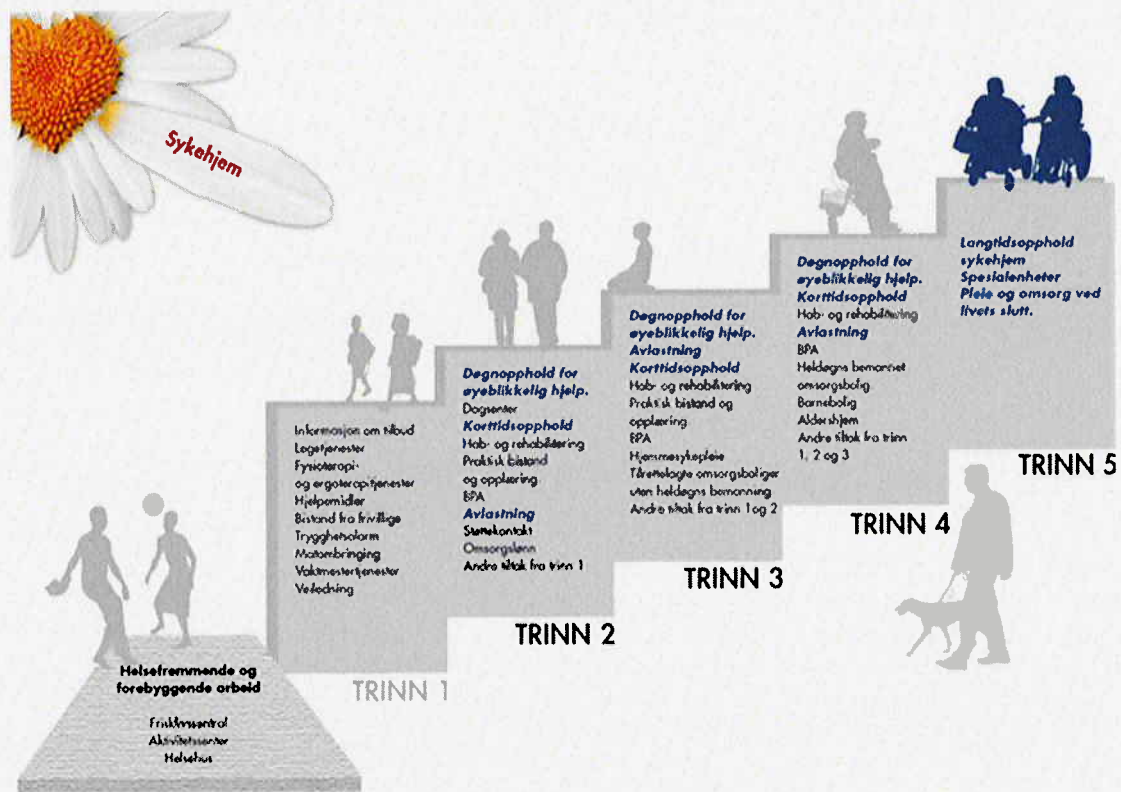 Sykehjem
Helsefremmende og
forebyggende arbeid
Frisklivssentral
Aktivitetssenter
Helsehus
Informasjon om tilbud
Legetjenester
Fysioterapi-
og ergoterapitjenester
Hjelpemidler
Bistand fra frivillige
Trygghetsalarm
Matombringing
Vaktmestertjenester
Veiledning
TRINN 1
Døgnopphold for
øyeblikkelig hjelp.
Dagsenter
Korttidsopphold
Hab- og rehabilitering
Praktisk bistand
og opplæring
BPA
Avlastning
Støttekontakt
Omsorgslønn
Andre tiltak fra trinn 1
TRINN 2
Døgnopphold for
øyeblikkelig hjelp.
Avlastning
Korttidsopphold
Hab- og rehabilitering
Praktisk bistand og
opplæring
BPA
Hjemmesykepleie
Tilrettelagte omsorgsboliger
uten heldøgns bemanning
Andre tiltak fra trinn 1 og 2
TRINN 3
Døgnopphold for
øyeblikkelig hjelp.
Korttidsopphold
Hab- og rehabilitering
Avlastning
BPA
Heldøgns bemannet
omsorgsbolig
Barnebolig
Aldershjem
Andre tiltak fra trinn
1, 2 og 3
TRINN 4
Langtidsopphold
sykehjem
Spesialenheter
Pleie og omsorg ved
livets slutt.
TRINN 5